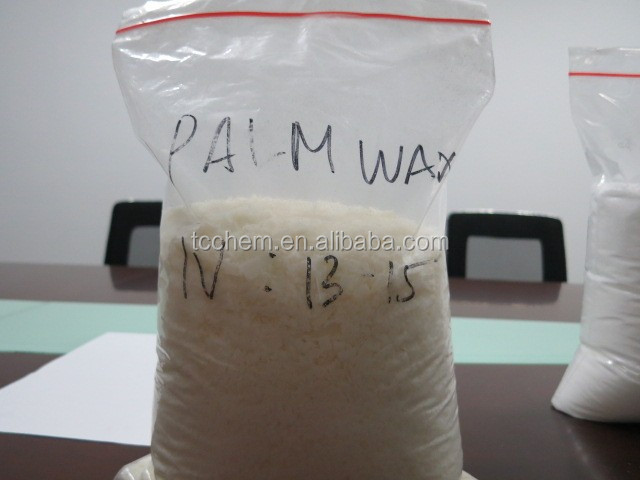 PALM WAX
tcchem.en.alibaba.com
IV : 13-15